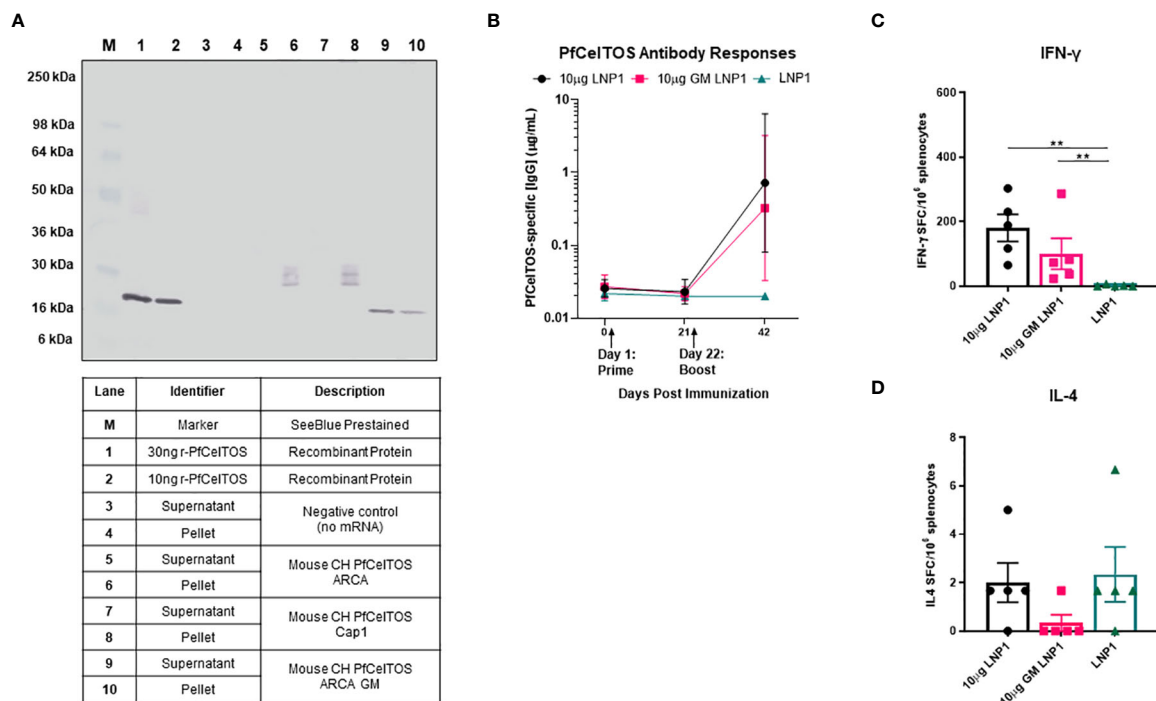 A
M 1 2 3 4 5 6 7 8 9 10
250 kDa
98 kDa
64 kDa
50 kDa
36 kDa
30 kDa
16 kDa
6 kDa
Lane Identifier Description
M Marker SeeBlue Prestained
1 30ng r-PfCelTOS Recombinant Protein
2 10ng r-PfCelTOS Recombinant Protein
3 Supernatant
Negative control
(no mRNA)
4 Pellet
5 Supernatant
Mouse CH PfCelTOS
ARCA
6 Pellet
7 Supernatant
Mouse CH PfCelTOS
Cap1
8 Pellet
9 Supernatant
Mouse CH PfCelTOS
ARCA GM
10 Pellet
B
PfCelTOS Antibody Responses
10μg LNP1 10μg GM LNP1 LNP1
PfCelTOS-specific [IgG] (μg/mL)
10
1
0.1
0.01
0 21 42
Day 1:
Prime
Day 22:
Boost
Days Post Immunization
C
IFN-γ
IFN-γ SFC/10⁶ splenocytes
600
400
200
0
**
**
10μg LNP1
10μg GM LNP1
LNP1
D
IL-4
IL4 SFC/10⁶ splenocytes
8
6
4
2
0
10μg LNP1
10μg GM LNP1
LNP1